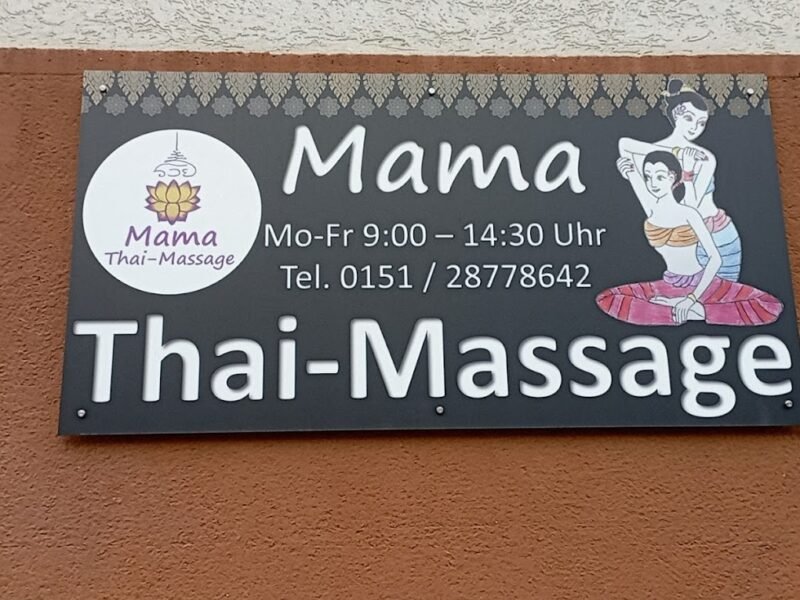 Mama
Mo-Fr 9:00 – 14:30 Uhr
Tel. 0151 / 28778642
Thai-Massage
Mama
Thai-Massage